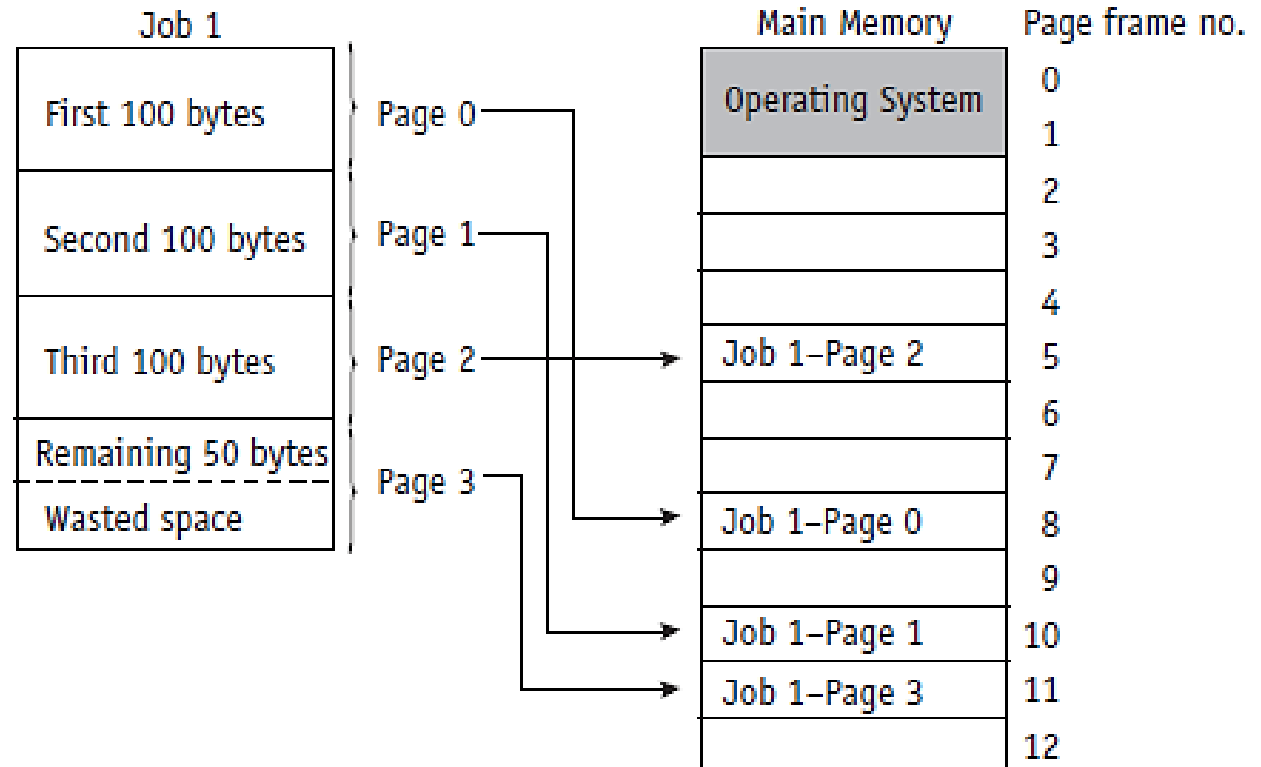 Job 1
First 100 bytes
Second 100 bytes
Third 100 bytes
Remaining 50 bytes
Wasted space
Page 0
Page 1
Page 2
Page 3
Main Memory
Operating System
Job 1–Page 2
Job 1–Page 0
Job 1–Page 1
Job 1–Page 3
Page frame no.
0
1
2
3
4
5
6
7
8
9
10
11
12